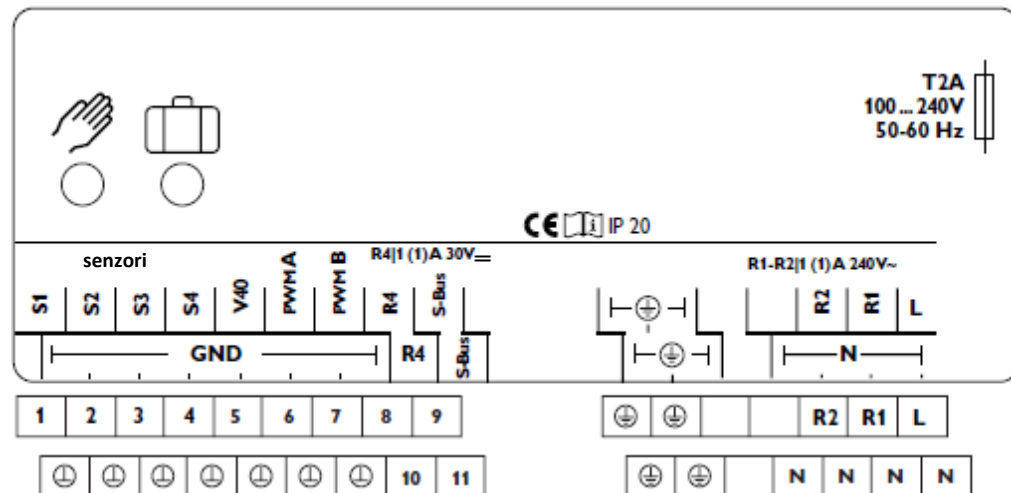 T2A
100 ... 240V
50-60 Hz
CE i IP 20
senzori
R4|1 (1) A 30V
R1-R2|1 (1) A 240V~
S1 S2 S3 S4 V40 PWM A PWM B R4 S-Bus R2 R1 L
GND R4 S-Bus N
1 2 3 4 5 6 7 8 9 R2 R1 L
10 11 N N N N